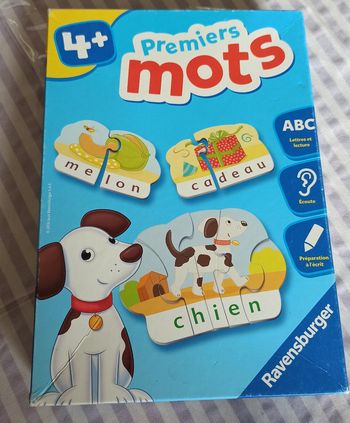 4+
Premiers
mots
ABC
Lettres et
lecture
melon
cadeau
Écoute
chien
Préparation
à l'écrit
Ravensburger